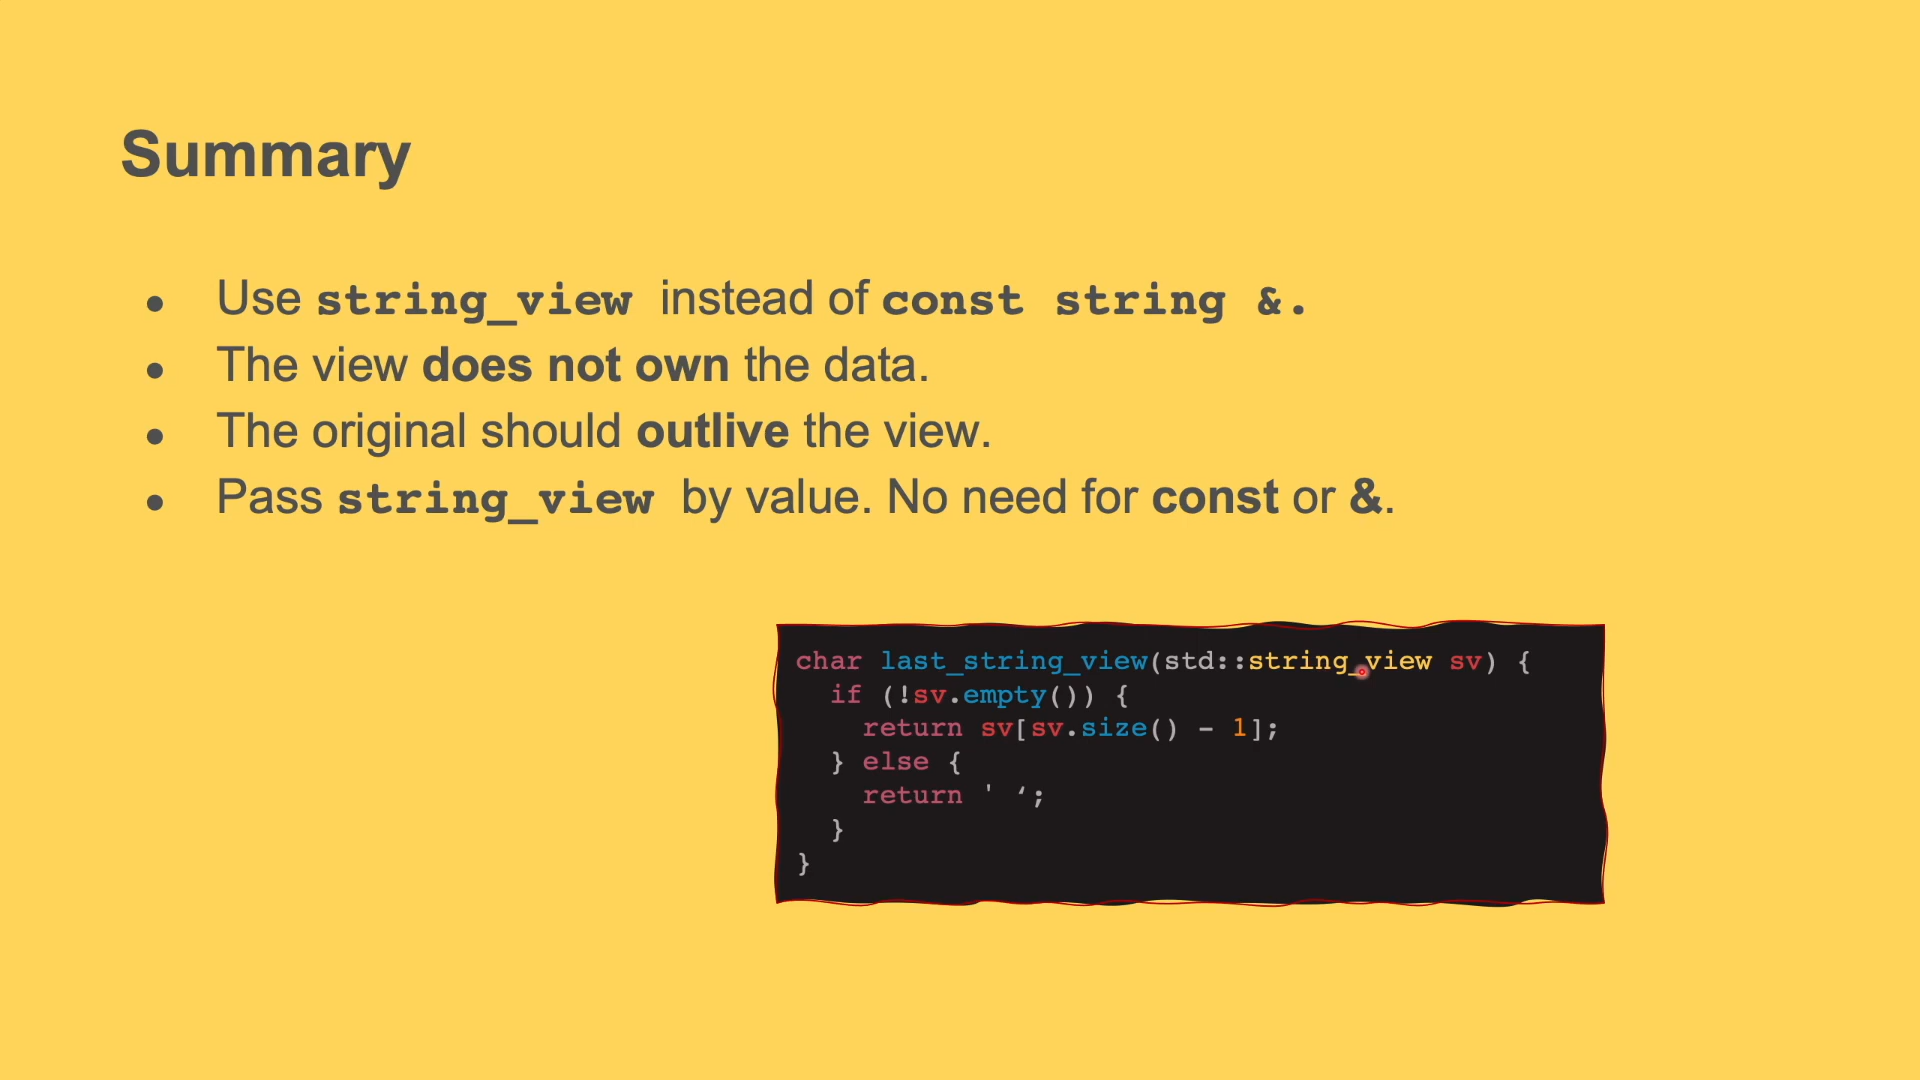 Summary
● Use string_view instead of const string &.
● The view does not own the data.
● The original should outlive the view.
● Pass string_view by value. No need for const or &.
char last_string_view(std::string_view sv) {
  if (!sv.empty()) {
    return sv[sv.size() - 1];
  } else {
    return ' ‘;
  }
}